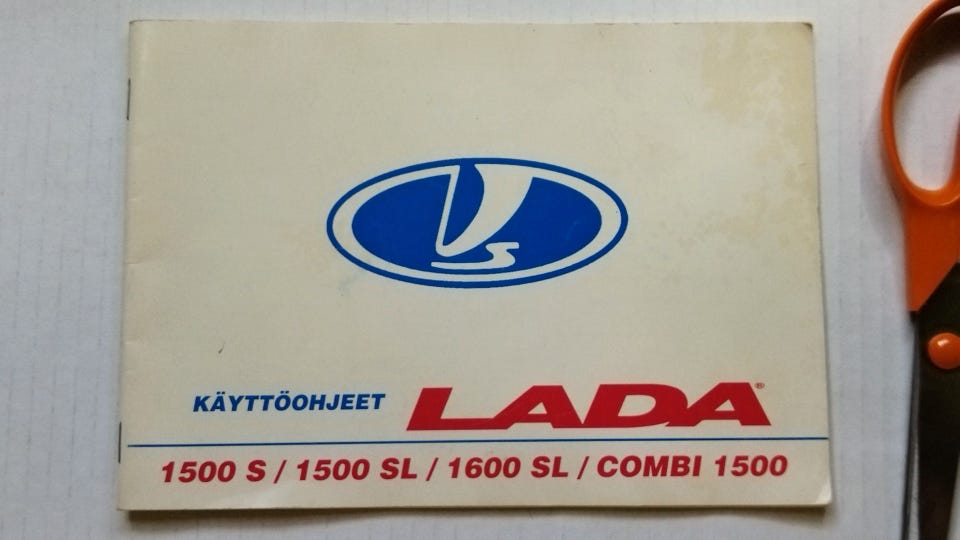 KÄYTTÖOHJEET LADA®
1500 S / 1500 SL / 1600 SL / COMBI 1500